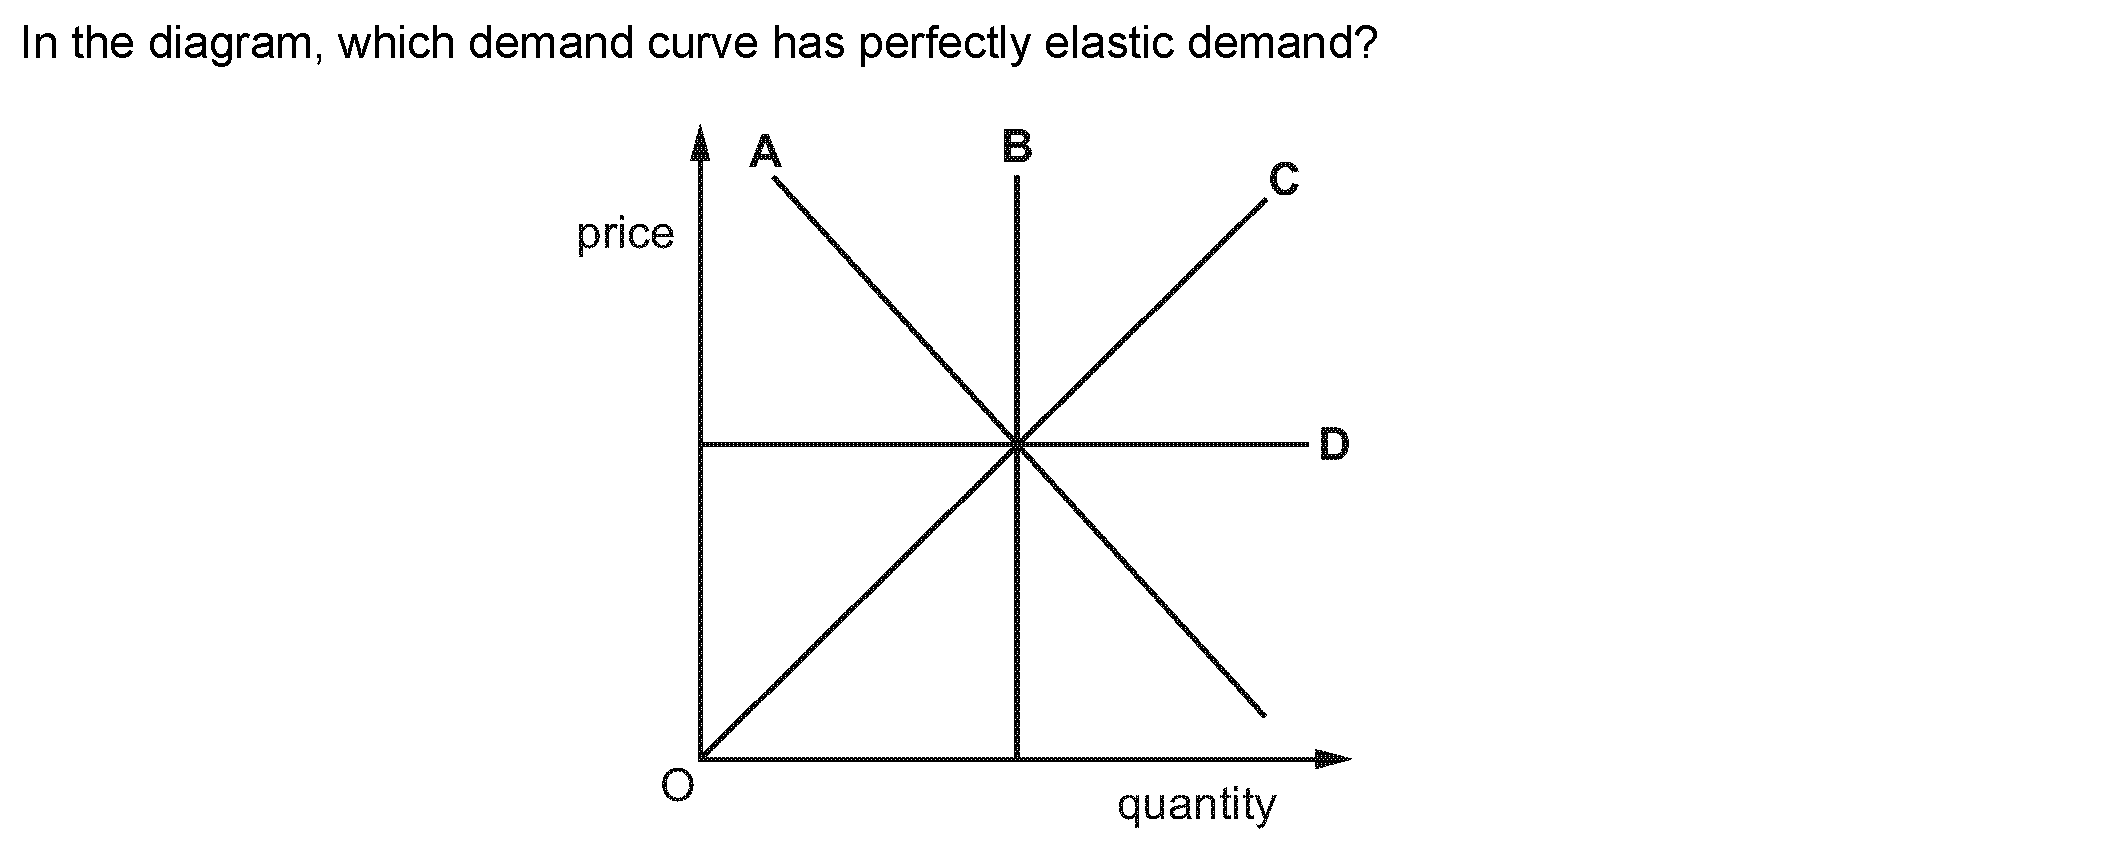 In the diagram, which demand curve has perfectly elastic demand?
A
B
C
price
D
O
quantity